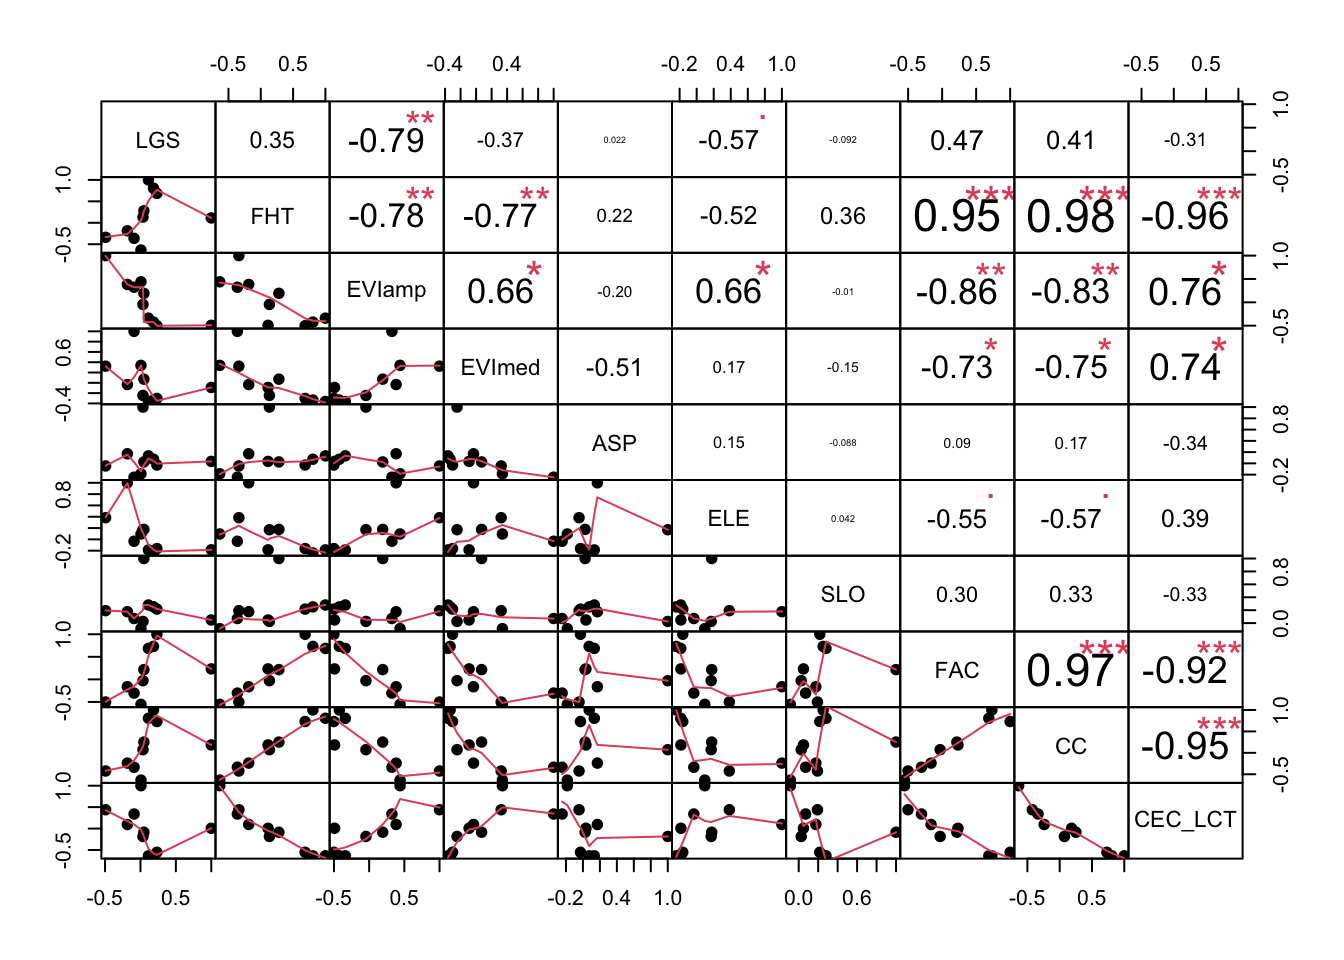 -0.5 0.5 -0.4 0.4 -0.2 0.4 1.0 -0.5 0.5 -0.5 0.5
LGS 0.35 -0.79 ** -0.37 0.022 -0.57 . -0.092 0.47 0.41 -0.31 -0.5 1.0
-0.5 1.0 FHT -0.78 ** -0.77 ** 0.22 -0.52 0.36 0.95 *** 0.98 *** -0.96 ***
EVIamp 0.66 * -0.20 0.66 * -0.01 -0.86 ** -0.83 ** 0.76 * -0.5 1.0
-0.4 0.6 EVImed -0.51 0.17 -0.15 -0.73 * -0.75 * 0.74 *
ASP 0.15 -0.088 0.09 0.17 -0.34 -0.2 0.8
-0.2 0.8 ELE 0.042 -0.55 . -0.57 . 0.39
SLO 0.30 0.33 -0.33 0.0 0.8
-0.5 1.0 FAC 0.97 *** -0.92 ***
CC -0.95 *** -0.5 1.0
-0.5 1.0 CEC_LCT
-0.5 0.5 -0.5 0.5 -0.2 0.4 1.0 0.0 0.6 -0.5 0.5